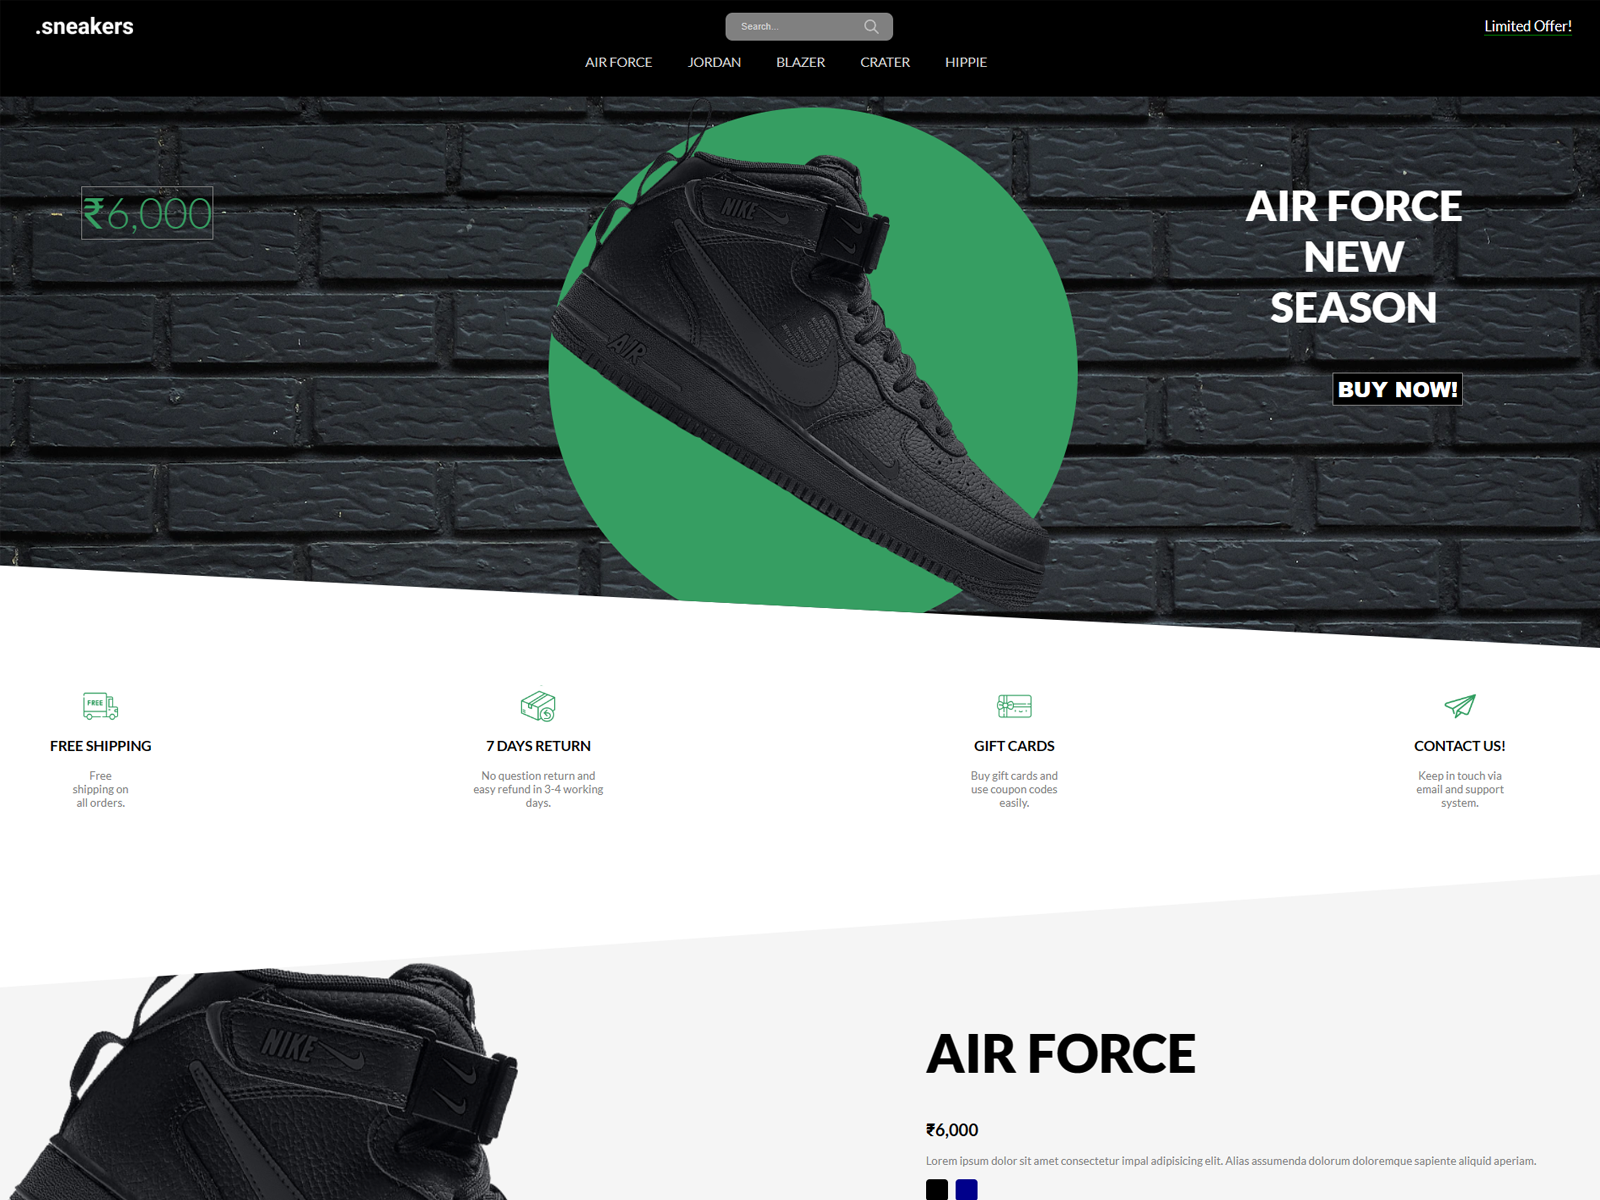 .sneakers
Search...
Limited Offer!
AIR FORCE
JORDAN
BLAZER
CRATER
HIPPIE
₹6,000
NIKE
AIR
AIR FORCE
NEW
SEASON
BUY NOW!
FREE
FREE SHIPPING
Free
shipping on
all orders.
7 DAYS RETURN
No question return and
easy refund in 3-4 working
days.
GIFT CARDS
Buy gift cards and
use coupon codes
easily.
CONTACT US!
Keep in touch via
email and support
system.
NIKE
AIR FORCE
₹6,000
Lorem ipsum dolor sit amet consectetur impal adipisicing elit. Alias assumenda dolorum doloremque sapiente aliquid aperiam.